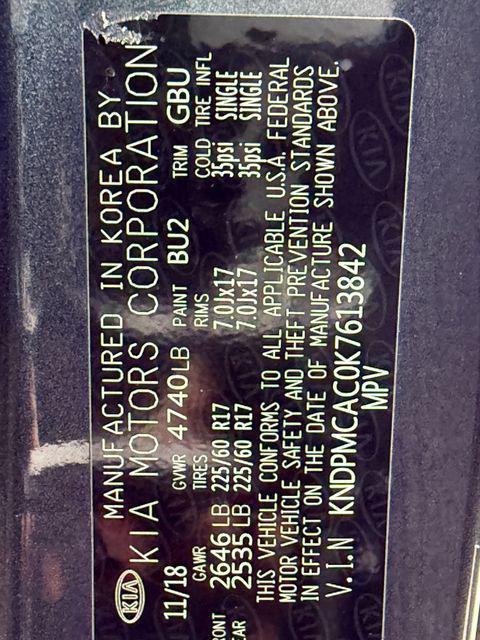 KIA MANUFACTURED IN KOREA BY
KIA MOTORS CORPORATION
11/18 GVWR 4740LB PAINT BU2 TRIM GBU
GAWR TIRES RIMS COLD TIRE INFL
RONT 2646LB 225/60 R17 7.0Jx17 35psi SINGLE
EAR 2535LB 225/60 R17 7.0Jx17 35psi SINGLE
THIS VEHICLE CONFORMS TO ALL APPLICABLE U.S.A. FEDERAL
MOTOR VEHICLE SAFETY AND THEFT PREVENTION STANDARDS
IN EFFECT ON THE DATE OF MANUFACTURE SHOWN ABOVE.
V.I.N KNDPMCAC0K7613842
MPV